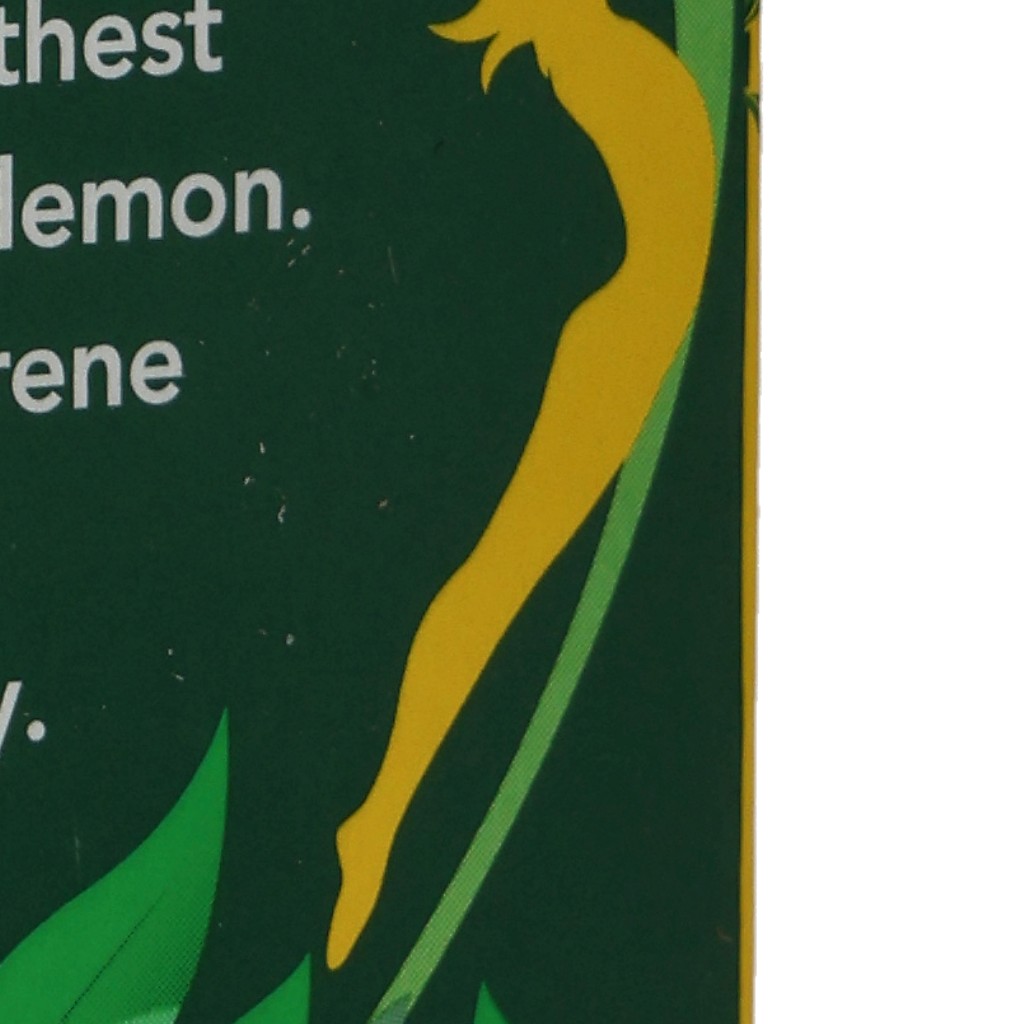 thest
lemon.
rene
y.